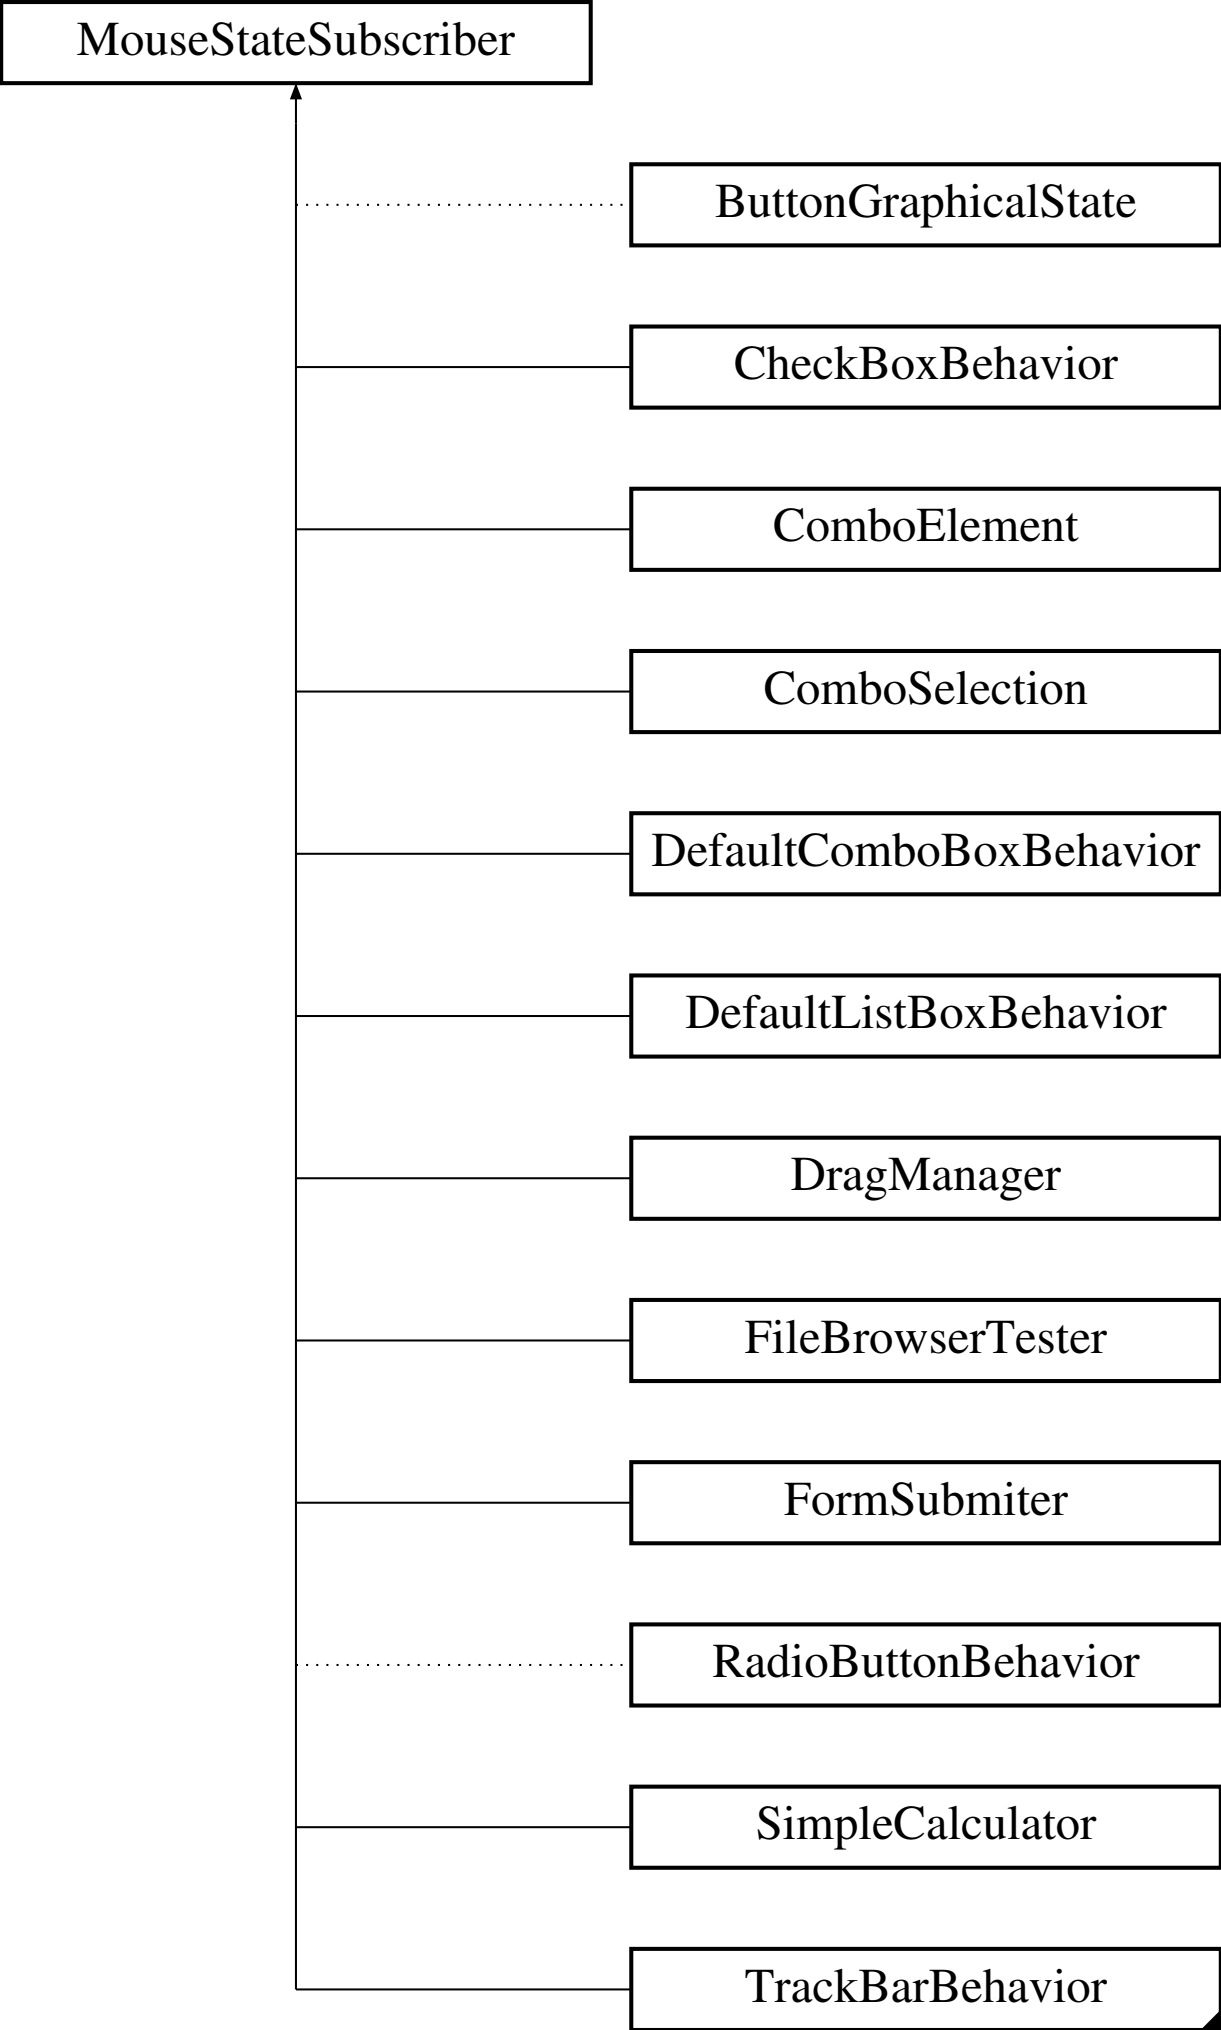 MouseStateSubscriber
ButtonGraphicalState
CheckBoxBehavior
ComboElement
ComboSelection
DefaultComboBoxBehavior
DefaultListBoxBehavior
DragManager
FileBrowserTester
FormSubmiter
RadioButtonBehavior
SimpleCalculator
TrackBarBehavior